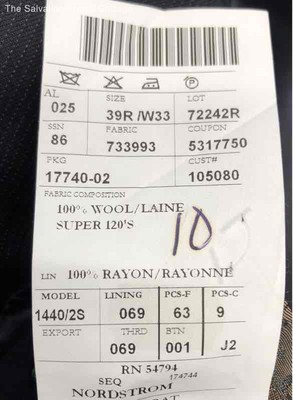 The Salva
AL SIZE LOT
025 39R /W33 72242R
SSN FABRIC COUPON
86 733993 5317750
PKG CUST#
17740-02 105080
FABRIC COMPOSITION
100% WOOL/LAINE
SUPER 120'S
10
LIN 100% RAYON/RAYONNE
MODEL LINING PCS-F PCS-C
1440/2S 069 63 9
EXPORT THRD BTN
069 001 J2
RN 54794
SEQ 174744
NORDSTROM